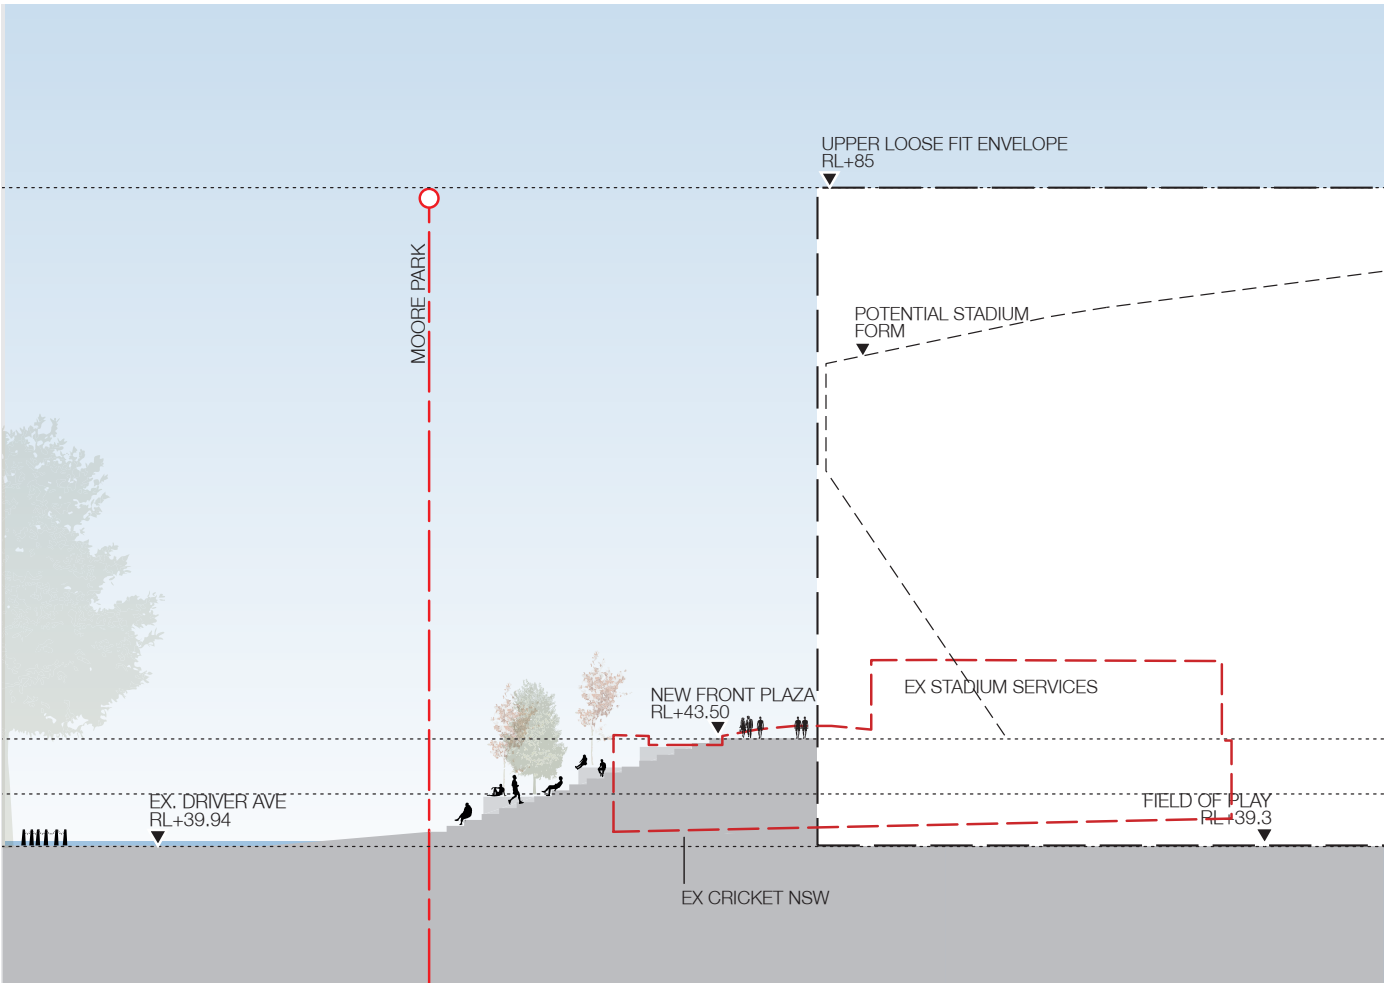 UPPER LOOSE FIT ENVELOPE
RL+85
MOORE PARK
POTENTIAL STADIUM
FORM
EX STADIUM SERVICES
NEW FRONT PLAZA
RL+43.50
EX. DRIVER AVE
RL+39.94
FIELD OF PLAY
RL+39.3
EX CRICKET NSW